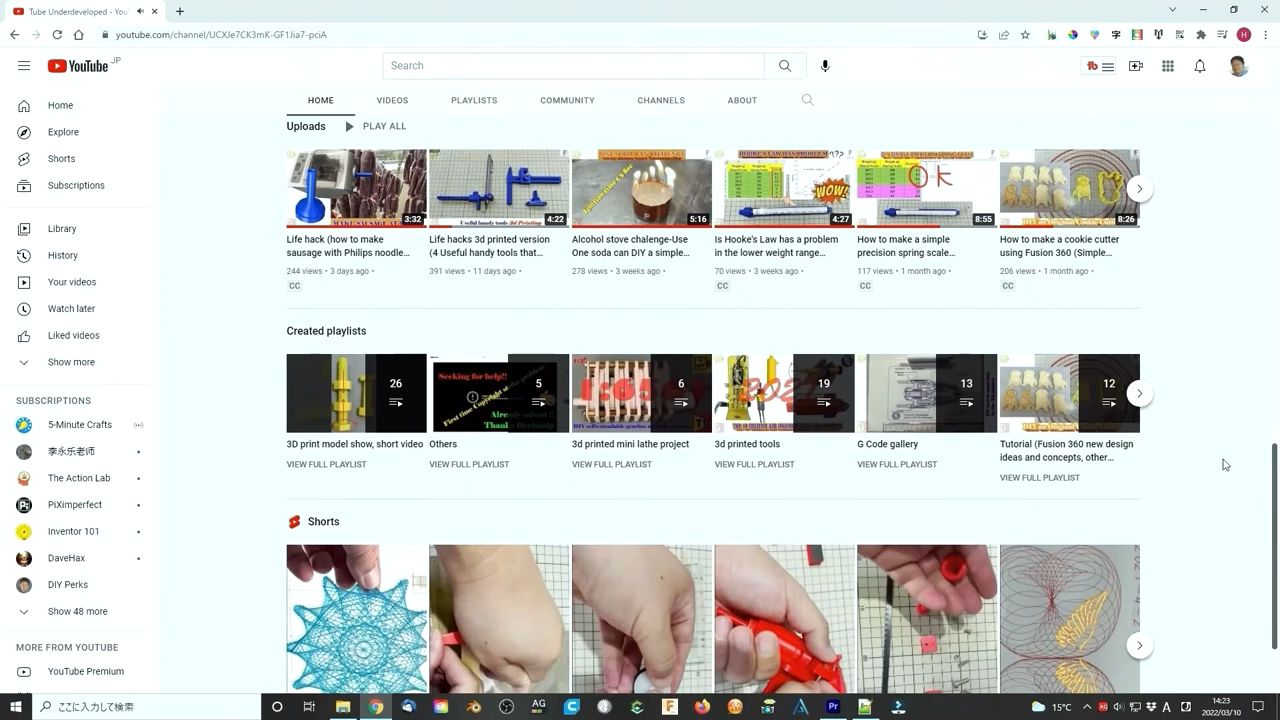 Tube Underdeveloped - You
youtube.com/channel/UCXJe7CK3mK-GF1Jia7-pciA
YouTube JP
Search
HOME VIDEOS PLAYLISTS COMMUNITY CHANNELS ABOUT
Home
Explore
Shorts
Subscriptions
Library
History
Your videos
Watch later
Liked videos
Show more
SUBSCRIPTIONS
5-Minute Crafts
李永乐老师
The Action Lab
PiXimperfect
Inventor 101
DaveHax
DIY Perks
Show 48 more
MORE FROM YOUTUBE
YouTube Premium
Uploads PLAY ALL
3:32
Life hack (how to make
sausage with Philips noodle...
244 views • 3 days ago •
CC
4:22
Life hacks 3d printed version
(4 Useful handy tools that...
391 views • 11 days ago •
5:16
Alcohol stove chalenge-Use
One soda can DIY a simple...
278 views • 3 weeks ago •
WOW!
4:27
Is Hooke's Law has a problem
in the lower weight range...
70 views • 3 weeks ago •
CC
OK
8:55
How to make a simple
precision spring scale...
117 views • 1 month ago •
CC
8:26
How to make a cookie cutter
using Fusion 360 (Simple...
206 views • 1 month ago •
CC
Created playlists
26
3D print model show, short video
VIEW FULL PLAYLIST
Seeking for help!!
5
Others
VIEW FULL PLAYLIST
6
3d printed mini lathe project
VIEW FULL PLAYLIST
19
3d printed tools
VIEW FULL PLAYLIST
13
G Code gallery
VIEW FULL PLAYLIST
12
Tutorial (Fusion 360 new design
ideas and concepts, other...
VIEW FULL PLAYLIST
Shorts
ここに入力して検索
15°C
14:23
2022/03/10